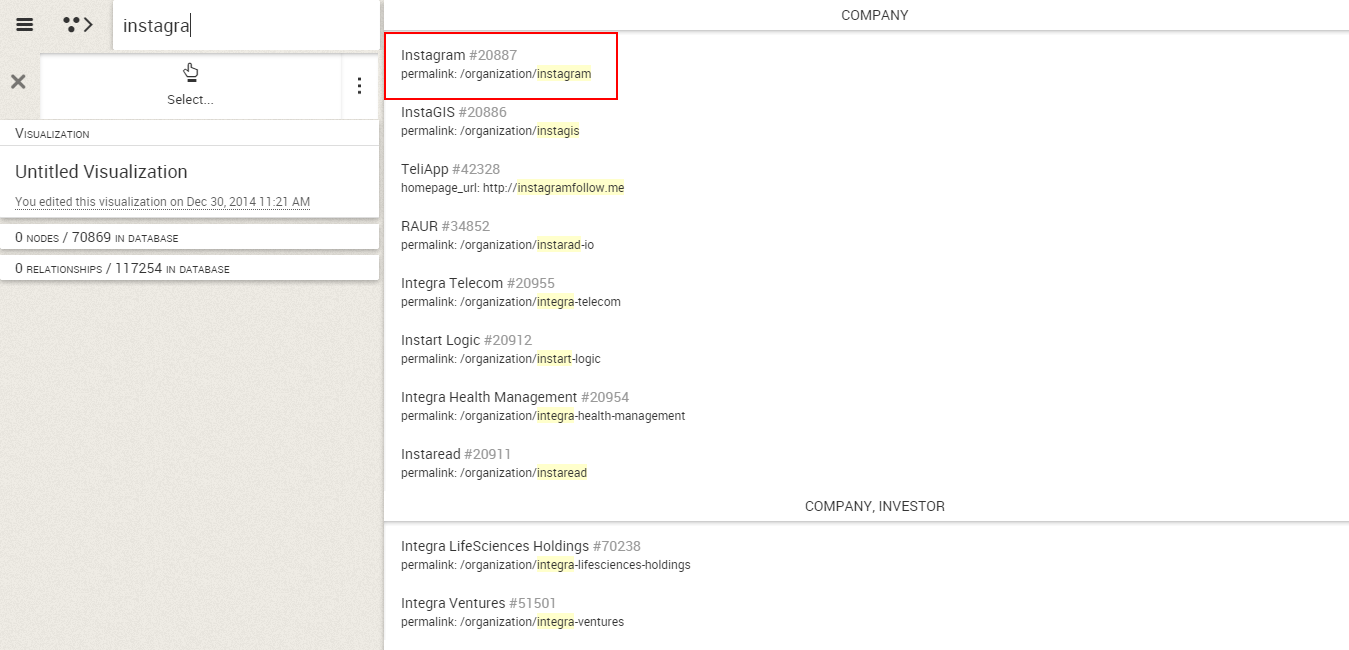 instagra
Select...
Visualization
Untitled Visualization
You edited this visualization on Dec 30, 2014 11:21 AM
0 nodes / 70869 in database
0 relationships / 117254 in database
COMPANY
Instagram #20887
permalink: /organization/instagram
InstaGIS #20886
permalink: /organization/instagis
TeliApp #42328
homepage_url: http://instagramfollow.me
RAUR #34852
permalink: /organization/instarad-io
Integra Telecom #20955
permalink: /organization/integra-telecom
Instart Logic #20912
permalink: /organization/instart-logic
Integra Health Management #20954
permalink: /organization/integra-health-management
Instaread #20911
permalink: /organization/instaread
COMPANY, INVESTOR
Integra LifeSciences Holdings #70238
permalink: /organization/integra-lifesciences-holdings
Integra Ventures #51501
permalink: /organization/integra-ventures